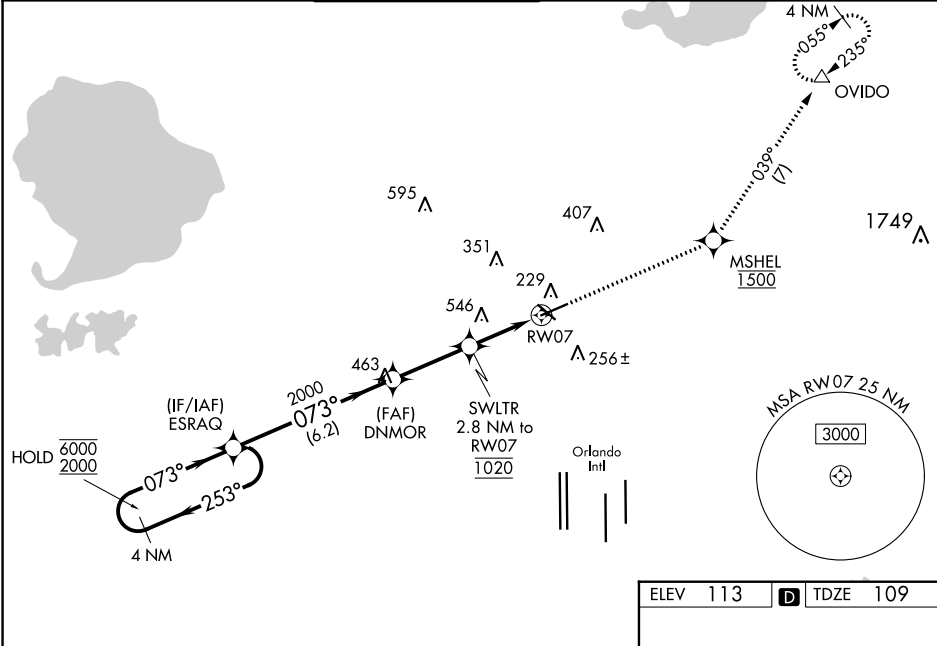 4 NM
055°
235°
OVIDO
039°
(7)
595
407
1749
351
MSHEL
1500
229
546
RW07
256±
463
2000
073°
(6.2)
(FAF)
DNMOR
(IF/IAF)
ESRAQ
SWLTR
2.8 NM to
RW07
1020
HOLD 6000
2000
073°
253°
4 NM
Orlando
Intl
MSA RW07 25 NM
3000
ELEV 113 D TDZE 109